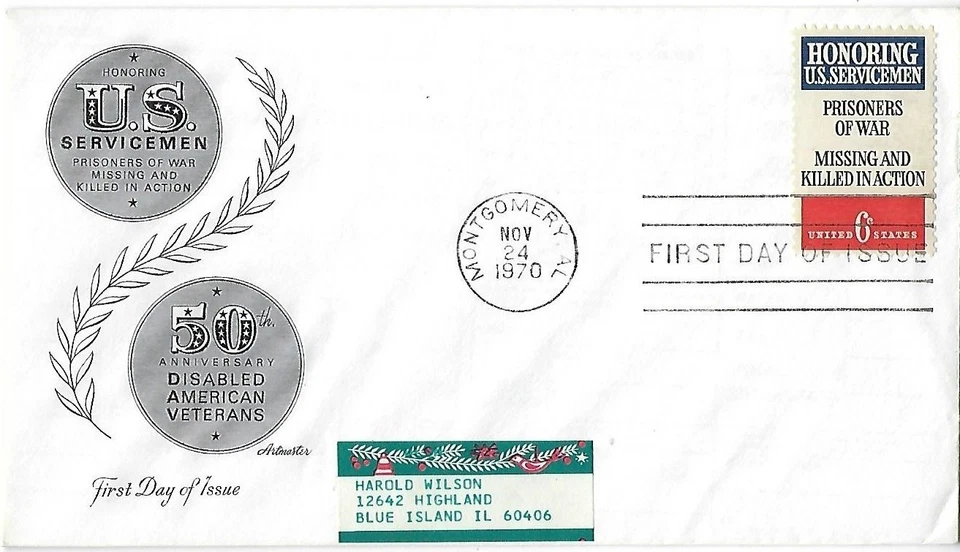 HONORING
U.S.
SERVICEMEN
PRISONERS OF WAR
MISSING AND
KILLED IN ACTION
50th.
ANNIVERSARY
DISABLED
AMERICAN
VETERANS
Artmaster
First Day of Issue
MONTGOMERY, AL
NOV
24
1970
HONORING
U.S. SERVICEMEN
PRISONERS
OF WAR
MISSING AND
KILLED IN ACTION
UNITED 6c STATES
FIRST DAY OF ISSUE
HAROLD WILSON
12642 HIGHLAND
BLUE ISLAND IL 60406